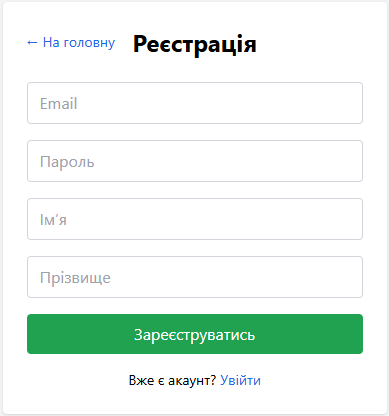 ← На головну Реєстрація
Email
Пароль
Ім’я
Прізвище
Зареєструватись
Вже є акаунт? Увійти